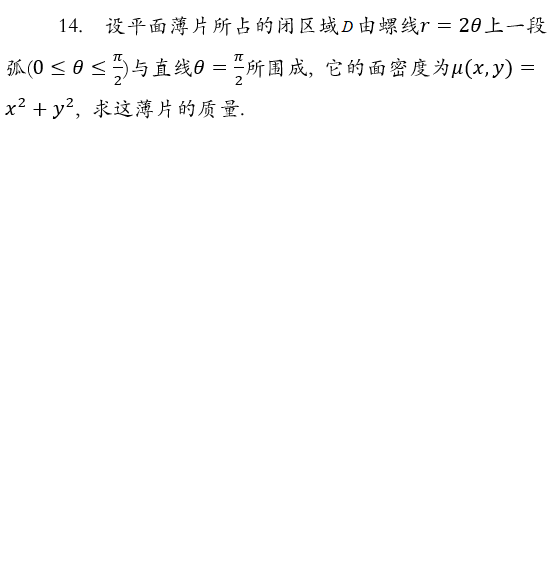 14. 设平面薄片所占的闭区域D由螺线r = 2θ上一段
弧(0 ≤ θ ≤ π/2)与直线θ = π/2所围成, 它的面密度为μ(x, y) =
x² + y², 求这薄片的质量.